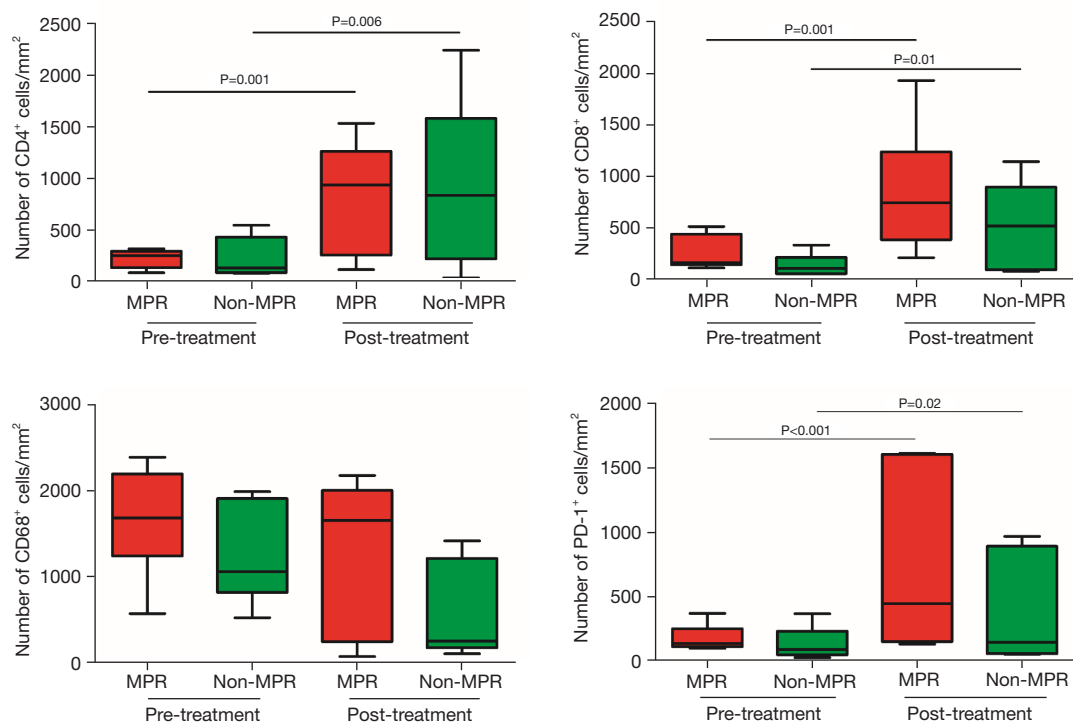 Number of CD4+ cells/mm2
2500
2000
1500
1000
500
0
P=0.006
P=0.001
MPR Non-MPR MPR Non-MPR
Pre-treatment Post-treatment
Number of CD8+ cells/mm2
2500
2000
1500
1000
500
0
P=0.001
P=0.01
MPR Non-MPR MPR Non-MPR
Pre-treatment Post-treatment
Number of CD68+ cells/mm2
3000
2000
1000
0
MPR Non-MPR MPR Non-MPR
Pre-treatment Post-treatment
Number of PD-1+ cells/mm2
2000
1500
1000
500
0
P=0.02
P<0.001
MPR Non-MPR MPR Non-MPR
Pre-treatment Post-treatment